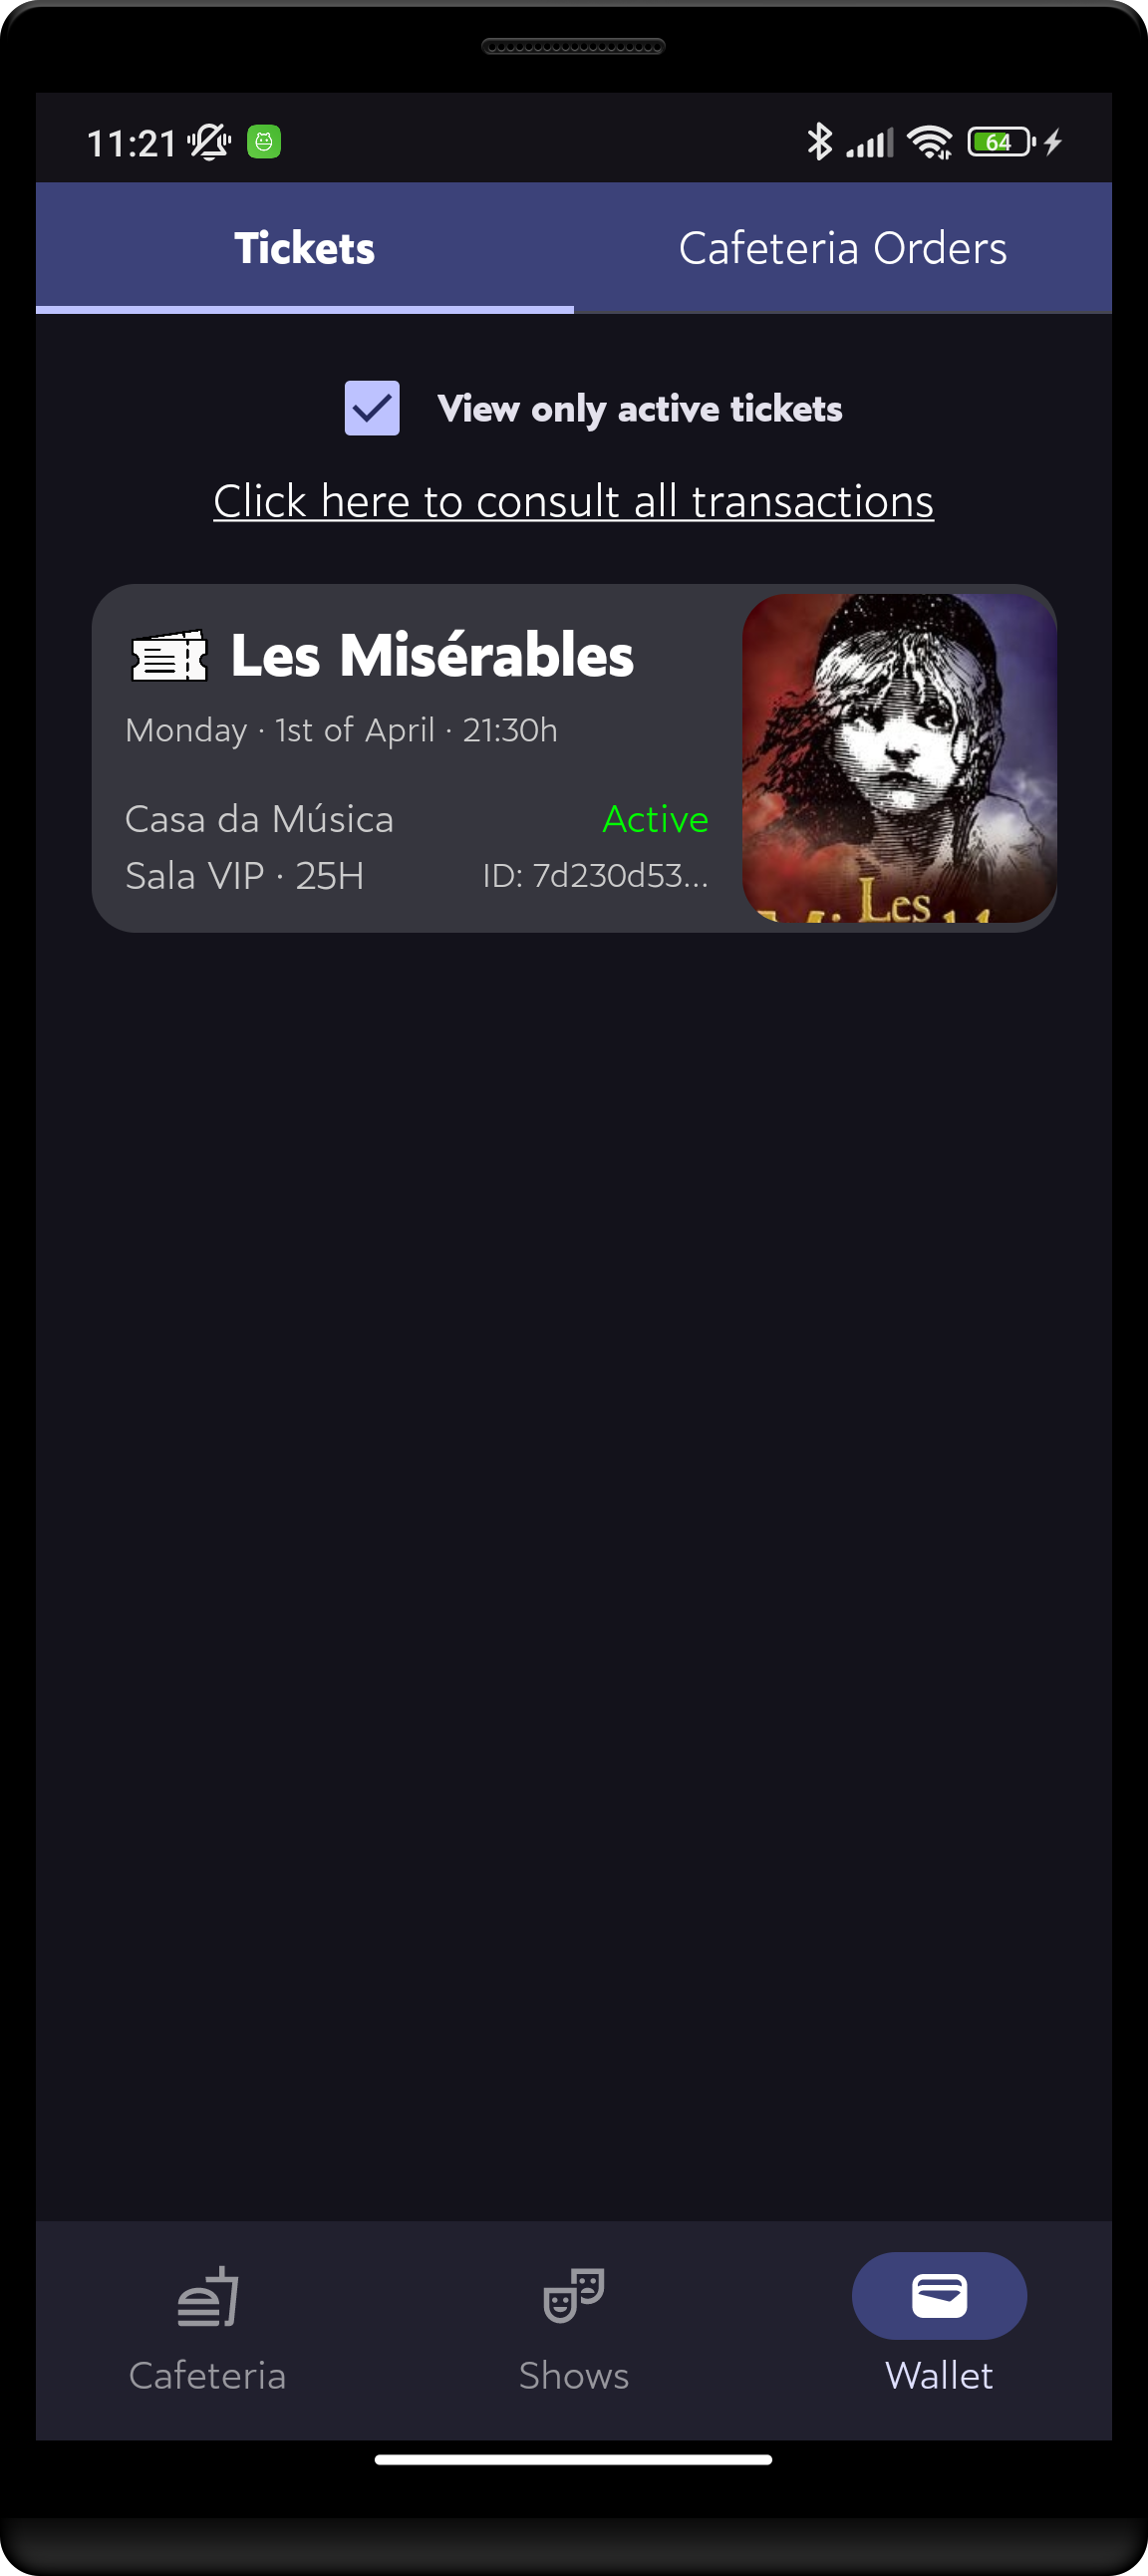 11:21
64
Tickets
Cafeteria Orders
View only active tickets
Click here to consult all transactions
Les Misérables
Monday · 1st of April · 21:30h
Casa da Música
Active
Sala VIP · 25H
ID: 7d230d53...
Les
Cafeteria
Shows
Wallet